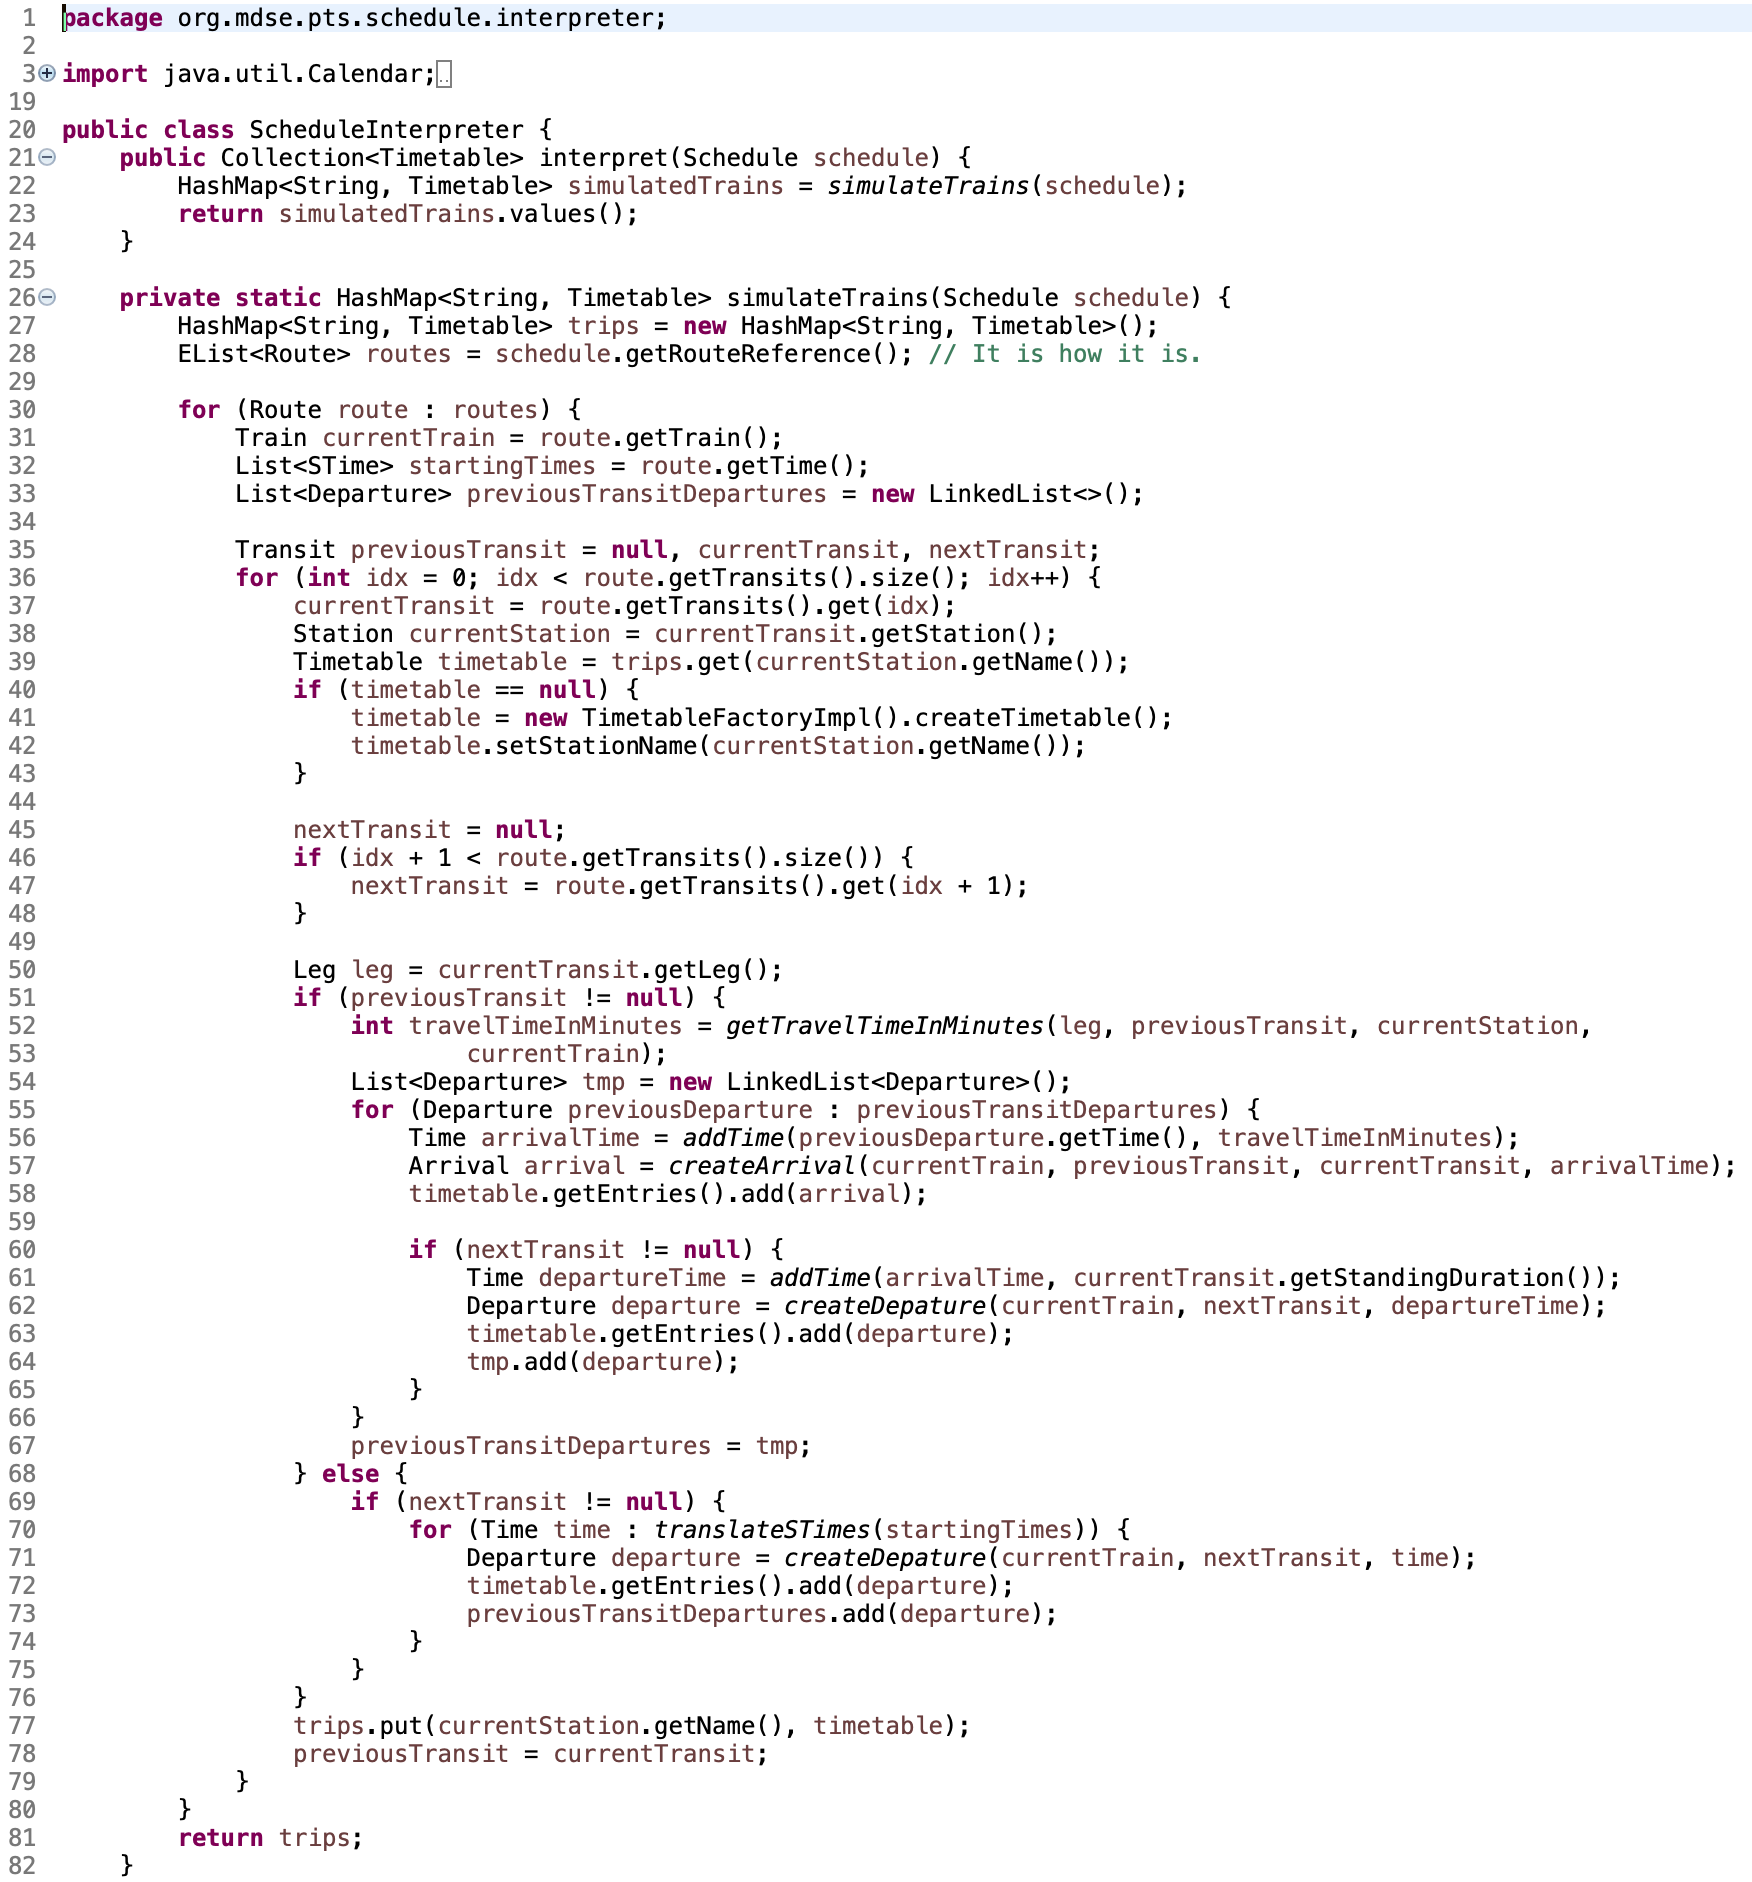 1 package org.mdse.pts.schedule.interpreter;
2
3 import java.util.Calendar;
19
20 public class ScheduleInterpreter {
21     public Collection<Timetable> interpret(Schedule schedule) {
22         HashMap<String, Timetable> simulatedTrains = simulateTrains(schedule);
23         return simulatedTrains.values();
24     }
25
26     private static HashMap<String, Timetable> simulateTrains(Schedule schedule) {
27         HashMap<String, Timetable> trips = new HashMap<String, Timetable>();
28         EList<Route> routes = schedule.getRouteReference(); // It is how it is.
29
30         for (Route route : routes) {
31             Train currentTrain = route.getTrain();
32             List<STime> startingTimes = route.getTime();
33             List<Departure> previousTransitDepartures = new LinkedList<>();
34
35             Transit previousTransit = null, currentTransit, nextTransit;
36             for (int idx = 0; idx < route.getTransits().size(); idx++) {
37                 currentTransit = route.getTransits().get(idx);
38                 Station currentStation = currentTransit.getStation();
39                 Timetable timetable = trips.get(currentStation.getName());
40                 if (timetable == null) {
41                     timetable = new TimetableFactoryImpl().createTimetable();
42                     timetable.setStationName(currentStation.getName());
43                 }
44
45                 nextTransit = null;
46                 if (idx + 1 < route.getTransits().size()) {
47                     nextTransit = route.getTransits().get(idx + 1);
48                 }
49
50                 Leg leg = currentTransit.getLeg();
51                 if (previousTransit != null) {
52                     int travelTimeInMinutes = getTravelTimeInMinutes(leg, previousTransit, currentStation,
53                             currentTrain);
54                     List<Departure> tmp = new LinkedList<Departure>();
55                     for (Departure previousDeparture : previousTransitDepartures) {
56                         Time arrivalTime = addTime(previousDeparture.getTime(), travelTimeInMinutes);
57                         Arrival arrival = createArrival(currentTrain, previousTransit, currentTransit, arrivalTime);
58                         timetable.getEntries().add(arrival);
59
60                         if (nextTransit != null) {
61                             Time departureTime = addTime(arrivalTime, currentTransit.getStandingDuration());
62                             Departure departure = createDepature(currentTrain, nextTransit, departureTime);
63                             timetable.getEntries().add(departure);
64                             tmp.add(departure);
65                         }
66                     }
67                     previousTransitDepartures = tmp;
68                 } else {
69                     if (nextTransit != null) {
70                         for (Time time : translateSTimes(startingTimes)) {
71                             Departure departure = createDepature(currentTrain, nextTransit, time);
72                             timetable.getEntries().add(departure);
73                             previousTransitDepartures.add(departure);
74                         }
75                     }
76                 }
77                 trips.put(currentStation.getName(), timetable);
78                 previousTransit = currentTransit;
79             }
80         }
81         return trips;
82     }